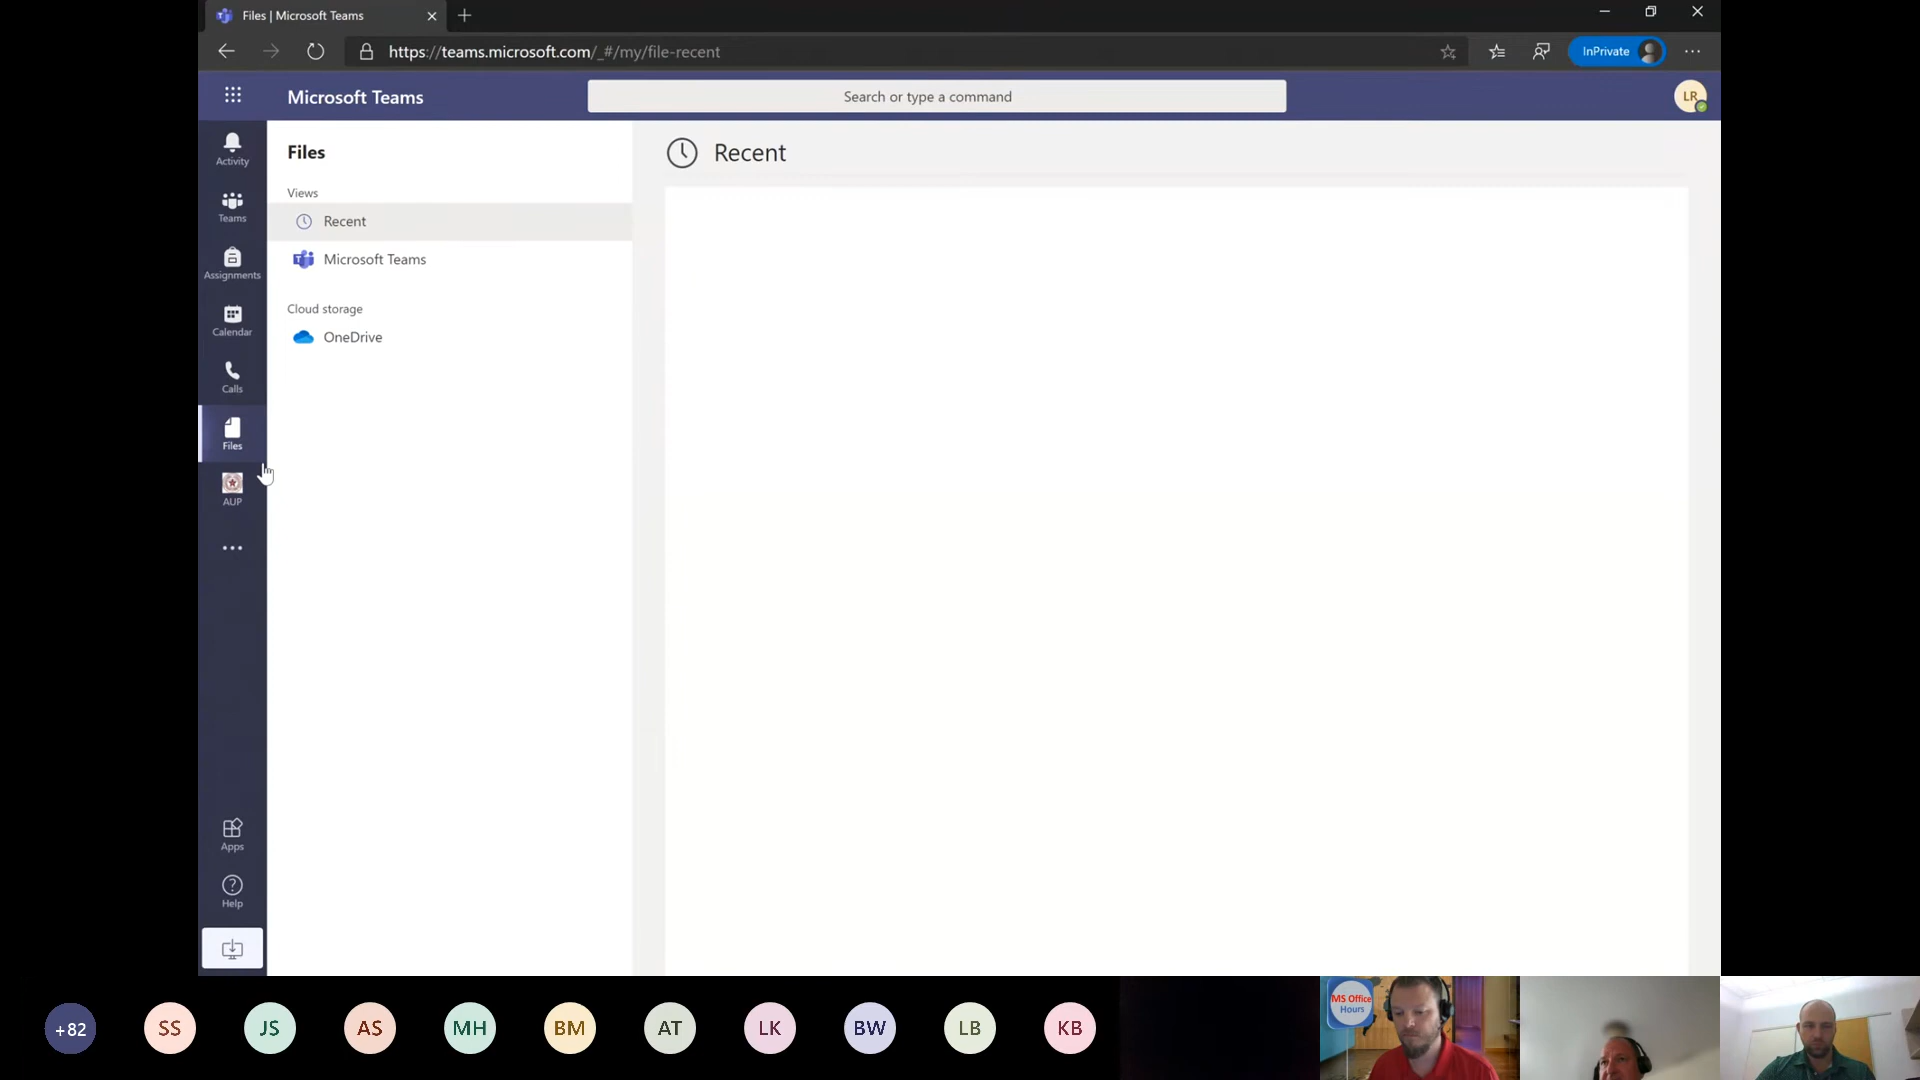 Files | Microsoft Teams
https://teams.microsoft.com/_#/my/file-recent
InPrivate
Microsoft Teams
Search or type a command
LR
Activity
Teams
Assignments
Calendar
Calls
Files
AUP
Apps
Help
Files
Views
Recent
Microsoft Teams
Cloud storage
OneDrive
Recent
+82
SS
JS
AS
MH
BM
AT
LK
BW
LB
KB
MS Office
Hours